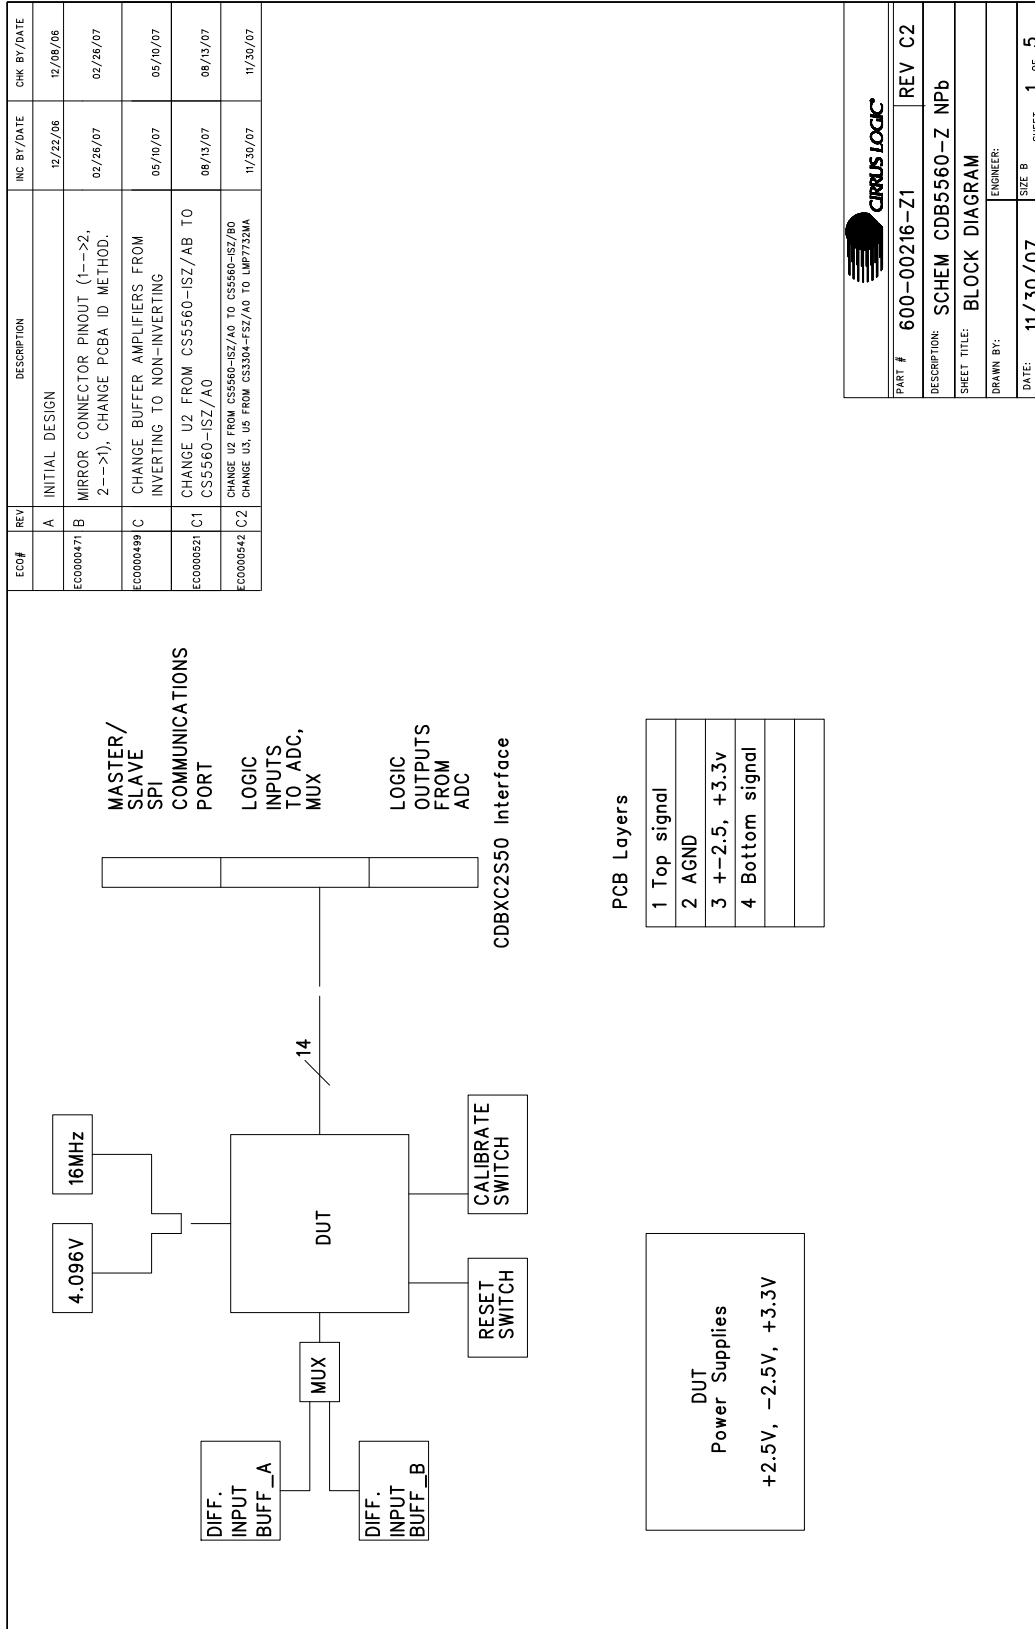 ECO#
REV
DESCRIPTION
INC BY/DATE
CHK BY/DATE
A
INITIAL DESIGN
12/22/06
12/08/06
ECO000471
B
MIRROR CONNECTOR PINOUT (1-->2,
2-->1), CHANGE PCBA ID METHOD.
02/26/07
02/26/07
ECO000499
C
CHANGE BUFFER AMPLIFIERS FROM
INVERTING TO NON-INVERTING
05/10/07
05/10/07
ECO000521
C1
CHANGE U2 FROM CS5560-ISZ/AB TO
CS5560-ISZ/A0
08/13/07
08/13/07
ECO000542
C2
CHANGE U2 FROM CS5560-ISZ/A0 TO CS5560-ISZ/B0
CHANGE U3, U5 FROM CS3304-FSZ/A0 TO LMP7732MA
11/30/07
11/30/07
4.096V
16MHz
DIFF.
INPUT
BUFF_A
DIFF.
INPUT
BUFF_B
MUX
DUT
14
RESET
SWITCH
CALIBRATE
SWITCH
MASTER/
SLAVE
SPI
COMMUNICATIONS
PORT
LOGIC
INPUTS
TO ADC,
MUX
LOGIC
OUTPUTS
FROM
ADC
CDBXC2S50 Interface
DUT
Power Supplies
+2.5V, -2.5V, +3.3V
PCB Layers
1 Top signal
2 AGND
3 +-2.5, +3.3v
4 Bottom signal
CIRRUS LOGIC®
PART # 600-00216-Z1 REV C2
DESCRIPTION: SCHEM CDB5560-Z NPb
SHEET TITLE: BLOCK DIAGRAM
DRAWN BY:
ENGINEER:
DATE: 11/30/07
SIZE B
SHEET 1 OF 5